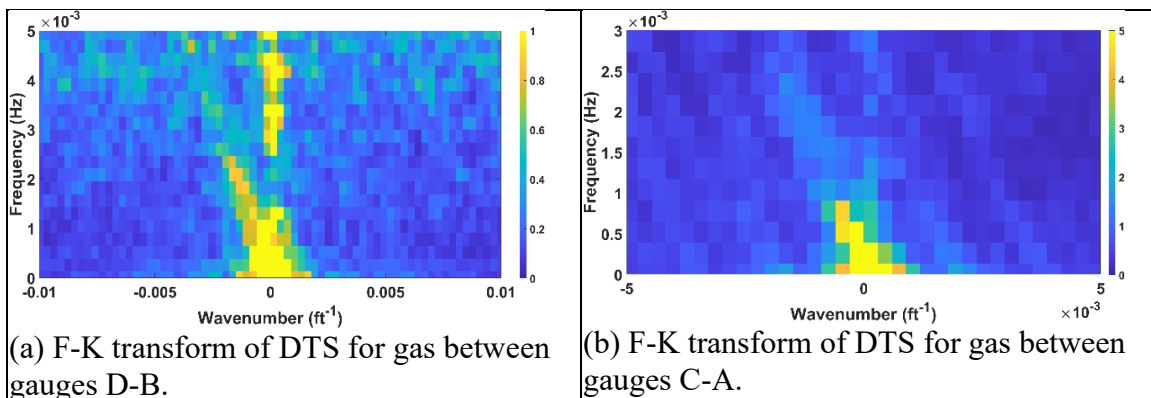 ×10⁻³
5
4
3
2
1
0
Frequency (Hz)
-0.01 -0.005 0 0.005 0.01
Wavenumber (ft⁻¹)
1
0.8
0.6
0.4
0.2
0
(a) F-K transform of DTS for gas between
gauges D-B.
×10⁻³
3
2.5
2
1.5
1
0.5
0
Frequency (Hz)
-5 0 5
×10⁻³
Wavenumber (ft⁻¹)
5
4
3
2
1
0
(b) F-K transform of DTS for gas between
gauges C-A.